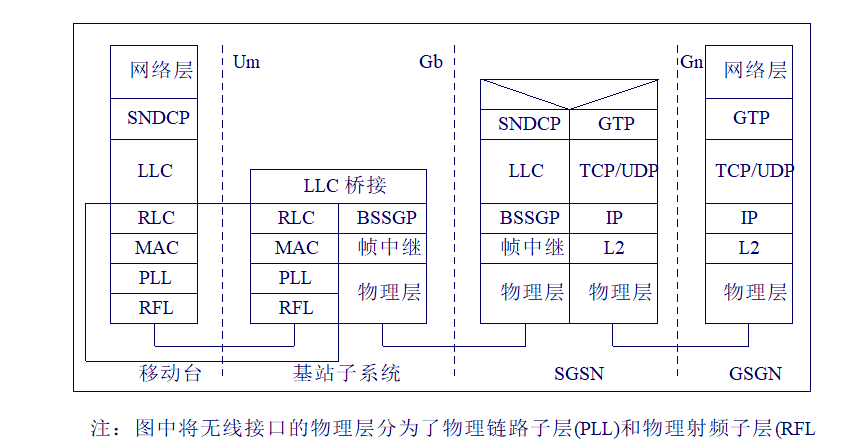 网络层
SNDCP
LLC
RLC
MAC
PLL
RFL
移动台
Um
Gb
LLC 桥接
RLC
BSSGP
MAC
帧中继
PLL
RFL
物理层
基站子系统
SNDCP
GTP
LLC
TCP/UDP
BSSGP
IP
帧中继
L2
物理层
物理层
SGSN
Gn
网络层
GTP
TCP/UDP
IP
L2
物理层
GSGN
注：图中将无线接口的物理层分为了物理链路子层(PLL)和物理射频子层(RFL